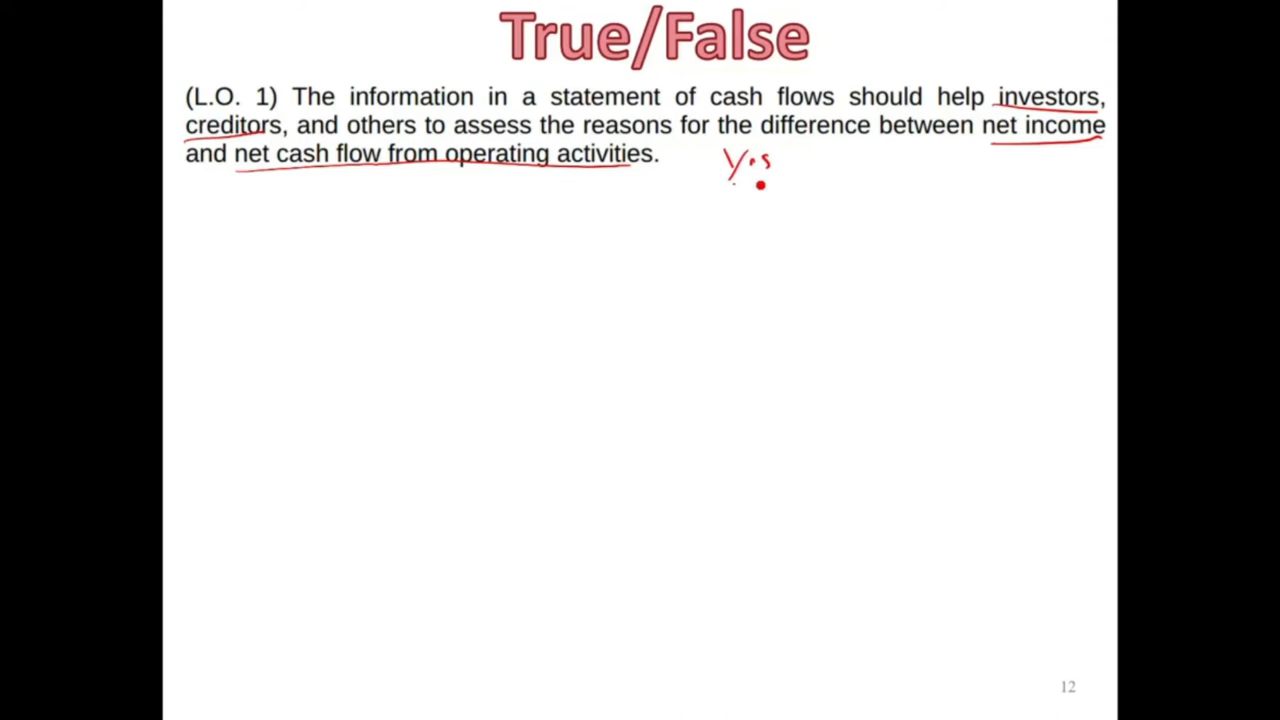 True/False
(L.O. 1) The information in a statement of cash flows should help investors,
creditors, and others to assess the reasons for the difference between net income
and net cash flow from operating activities.
Yes
12